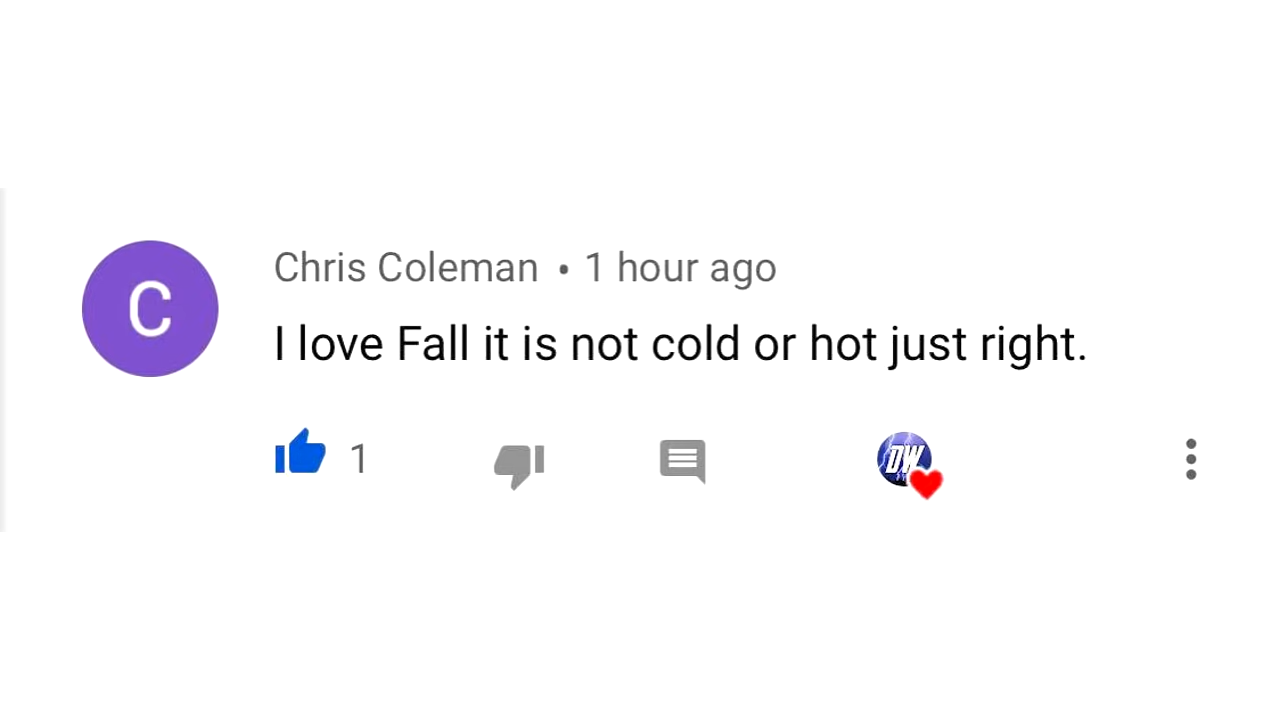 C
Chris Coleman • 1 hour ago
I love Fall it is not cold or hot just right.
1
DW